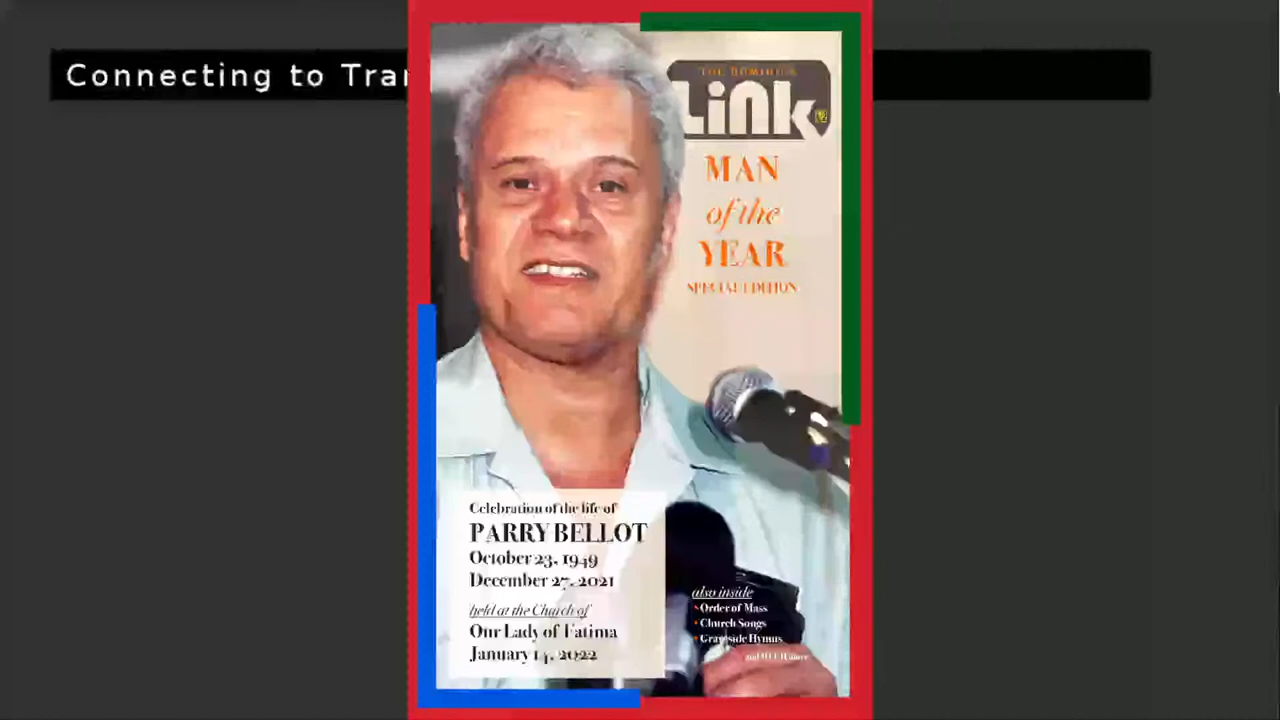 Connecting to Tra
THE DOMINICA
Link
MAN
of the
YEAR
SPECIAL EDITION
Celebration of the life of
PARRY BELLOT
October 23, 1949
December 27, 2021
held at the Church of
Our Lady of Fatima
January 14, 2022
also inside
Order of Mass
Church Songs
Graveside Hymns